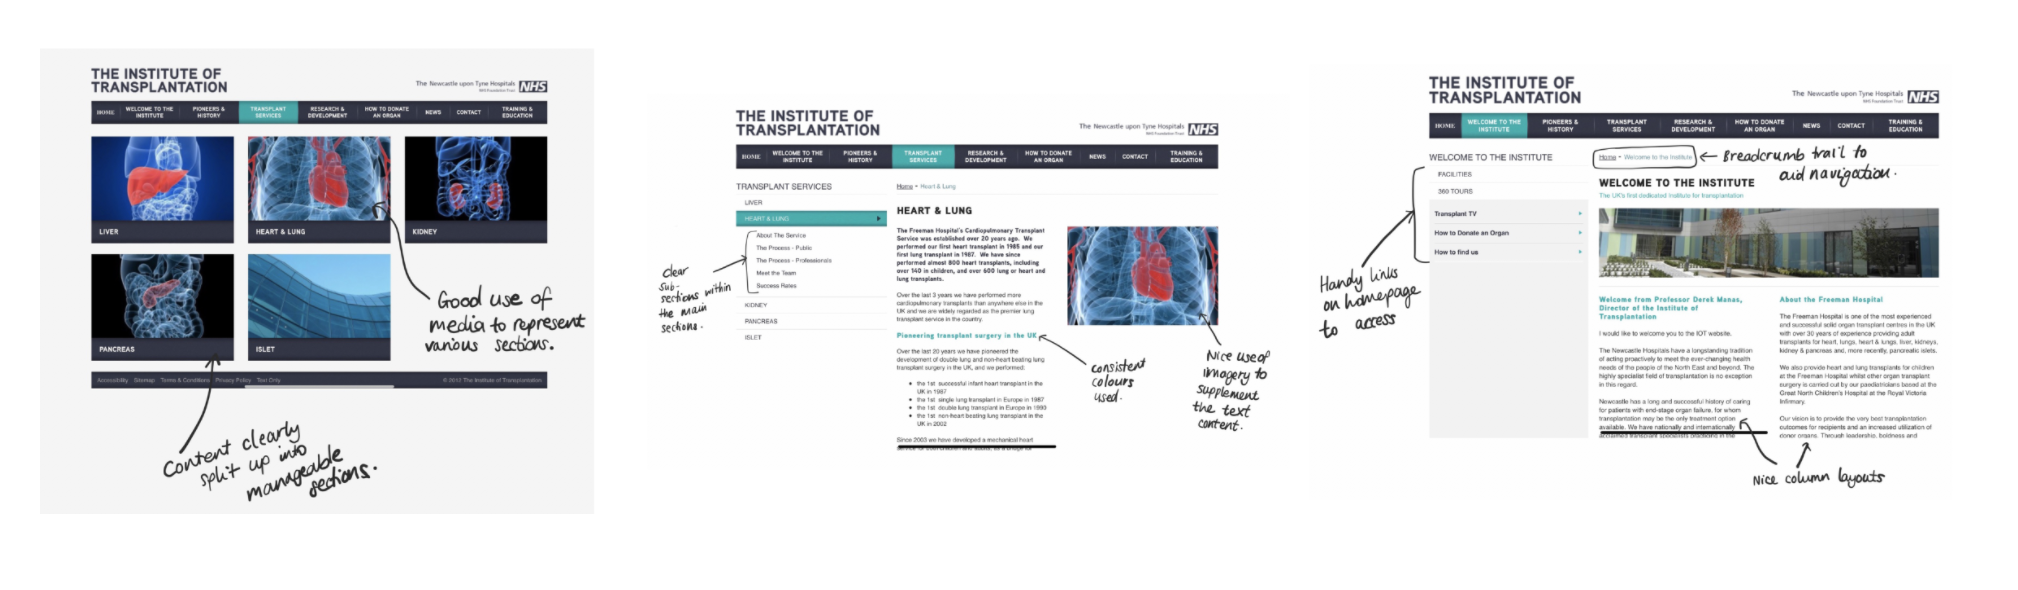 THE INSTITUTE OF
TRANSPLANTATION
The Newcastle upon Tyne Hospitals NHS
NHS Foundation Trust
HOME
WELCOME TO THE
INSTITUTE
PIONEERS &
HISTORY
TRANSPLANT
SERVICES
RESEARCH &
DEVELOPMENT
HOW TO DONATE
AN ORGAN
NEWS
CONTACT
TRAINING &
EDUCATION
LIVER
HEART & LUNG
KIDNEY
PANCREAS
ISLET
Accessibility Sitemap Terms & Conditions Privacy Policy Text Only
© 2012 The Institute of Transplantation
Good use of
media to represent
various sections.
Content clearly
split up into
manageable
sections.
THE INSTITUTE OF
TRANSPLANTATION
The Newcastle upon Tyne Hospitals NHS
NHS Foundation Trust
HOME
WELCOME TO THE
INSTITUTE
PIONEERS &
HISTORY
TRANSPLANT
SERVICES
RESEARCH &
DEVELOPMENT
HOW TO DONATE
AN ORGAN
NEWS
CONTACT
TRAINING &
EDUCATION
TRANSPLANT SERVICES
LIVER
HEART & LUNG
About The Service
The Process - Public
The Process - Professionals
Meet the Team
Success Rates
KIDNEY
PANCREAS
ISLET
clear
sub-
sections within
the main
sections.
Home • Heart & Lung
HEART & LUNG
The Freeman Hospital's Cardiopulmonary Transplant
Service was established over 20 years ago. We
performed our first heart transplant in 1985 and our
first lung transplant in 1987. We have since
performed almost 800 heart transplants, including
over 140 in children, and over 600 lung or heart and
lung transplants.
Over the last 3 years we have performed more
cardiopulmonary transplants than anywhere else in the
UK and we are widely regarded as the premier lung
transplant service in the country.
Pioneering transplant surgery in the UK
Over the last 20 years we have pioneered the
development of double lung and non-heart beating lung
transplant surgery in the UK, and we performed:
• the 1st successful infant heart transplant in the
UK in 1987
• the 1st single lung transplant in Europe in 1987
• the 1st double lung transplant in Europe in 1990
• the 1st non-heart beating lung transplant in the
UK in 2002
Since 2003 we have developed a mechanical heart
consistent
colours
used.
Nice use of
imagery to
supplement
the text
content.
THE INSTITUTE OF
TRANSPLANTATION
The Newcastle upon Tyne Hospitals NHS
NHS Foundation Trust
HOME
WELCOME TO THE
INSTITUTE
PIONEERS &
HISTORY
TRANSPLANT
SERVICES
RESEARCH &
DEVELOPMENT
HOW TO DONATE
AN ORGAN
NEWS
CONTACT
TRAINING &
EDUCATION
WELCOME TO THE INSTITUTE
FACILITIES
360 TOURS
Transplant TV
How to Donate an Organ
How to find us
Handy links
on homepage
to access
Home • Welcome to the Institute
Breadcrumb trail to
aid navigation.
WELCOME TO THE INSTITUTE
The UK's first dedicated institute for transplantation
Welcome from Professor Derek Manas,
Director of the Institute of
Transplantation
I would like to welcome you to the IOT website.
The Newcastle Hospitals have a longstanding tradition
of acting proactively to meet the ever-changing health
needs of the people of the North East and beyond. The
highly specialist field of transplantation is no exception
in this regard.
Newcastle has a long and successful history of caring
for patients with end-stage organ failure, for whom
transplantation may be the only treatment option
available. We have nationally and internationally
acclaimed transplant specialists practicing in the
About the Freeman Hospital
The Freeman Hospital is one of the most experienced
and successful solid organ transplant centres in the UK
with over 30 years of experience providing adult
transplants for heart, lungs, heart & lungs, liver, kidneys,
kidney & pancreas and, more recently, pancreatic islets.
We also provide heart and lung transplants for children
at the Freeman Hospital whilst other organ transplant
surgery is carried out by our paediatricians based at the
Great North Children's Hospital at the Royal Victoria
Infirmary.
Our vision is to provide the very best transplantation
outcomes for recipients and an increased utilization of
donor organs. Through leadership, boldness and
Nice column layouts